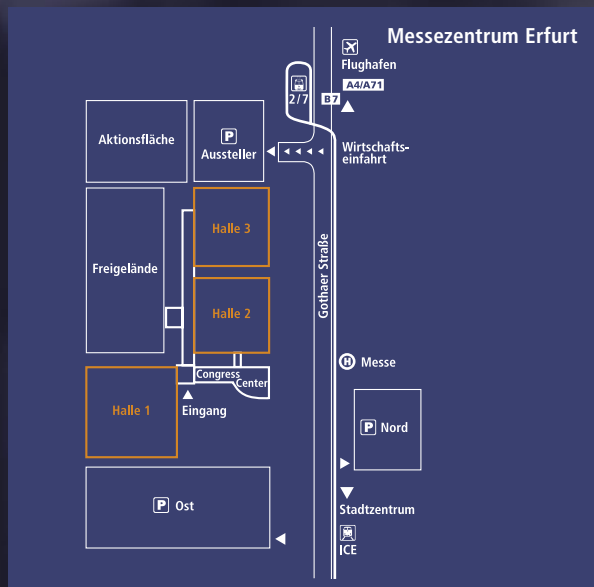 Messezentrum Erfurt
Flughafen
A4/A71
2/7
B7
Aktionsfläche
P
Aussteller
Wirtschafts-
einfahrt
Halle 3
Freigelände
Gothaer Straße
Halle 2
H Messe
Congress
Center
Halle 1
Eingang
P Nord
P Ost
Stadtzentrum
ICE